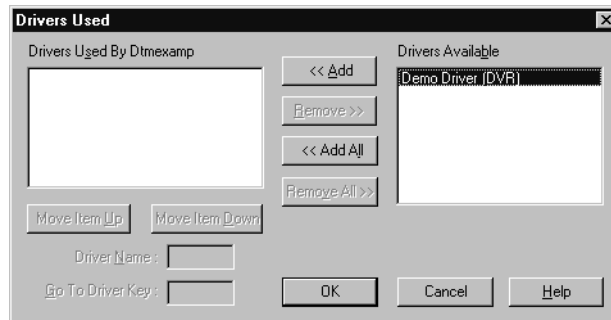 Drivers Used
Drivers Used By Dtmexamp
<< Add
Remove >>
<< Add All
Remove All >>
Drivers Available
Demo Driver (DVR)
Move Item Up
Move Item Down
Driver Name :
Go To Driver Key :
OK
Cancel
Help